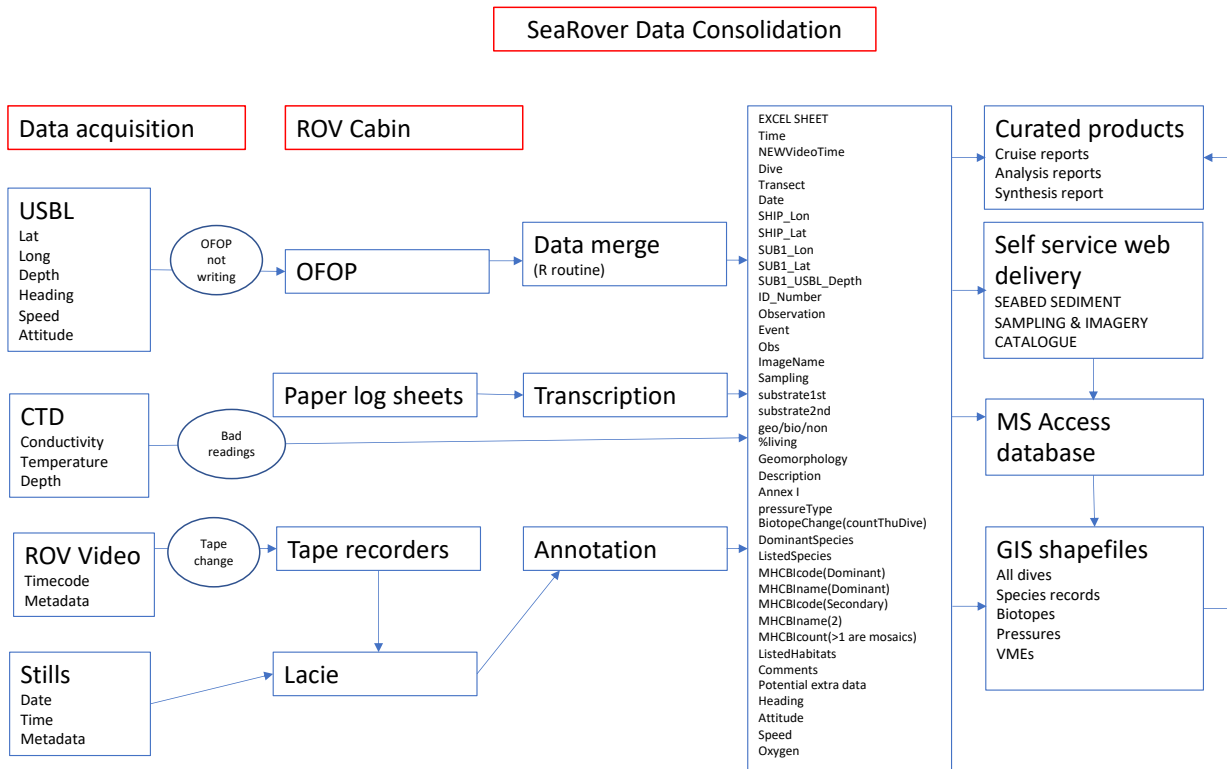 SeaRover Data Consolidation
Data acquisition
ROV Cabin
USBL
Lat
Long
Depth
Heading
Speed
Attitude
OFOP
not
writing
OFOP
Data merge
(R routine)
Paper log sheets
Transcription
CTD
Conductivity
Temperature
Depth
Bad
readings
ROV Video
Timecode
Metadata
Tape
change
Tape recorders
Annotation
Stills
Date
Time
Metadata
Lacie
EXCEL SHEET
Time
NEWVideoTime
Dive
Transect
Date
SHIP_Lon
SHIP_Lat
SUB1_Lon
SUB1_Lat
SUB1_USBL_Depth
ID_Number
Observation
Event
Obs
ImageName
Sampling
substrate1st
substrate2nd
geo/bio/non
%living
Geomorphology
Description
Annex I
pressureType
BiotopeChange(countThuDive)
DominantSpecies
ListedSpecies
MHCBIcode(Dominant)
MHCBIname(Dominant)
MHCBIcode(Secondary)
MHCBIname(2)
MHCBIcount(>1 are mosaics)
ListedHabitats
Comments
Potential extra data
Heading
Attitude
Speed
Oxygen
Curated products
Cruise reports
Analysis reports
Synthesis report
Self service web
delivery
SEABED SEDIMENT
SAMPLING & IMAGERY
CATALOGUE
MS Access
database
GIS shapefiles
All dives
Species records
Biotopes
Pressures
VMEs